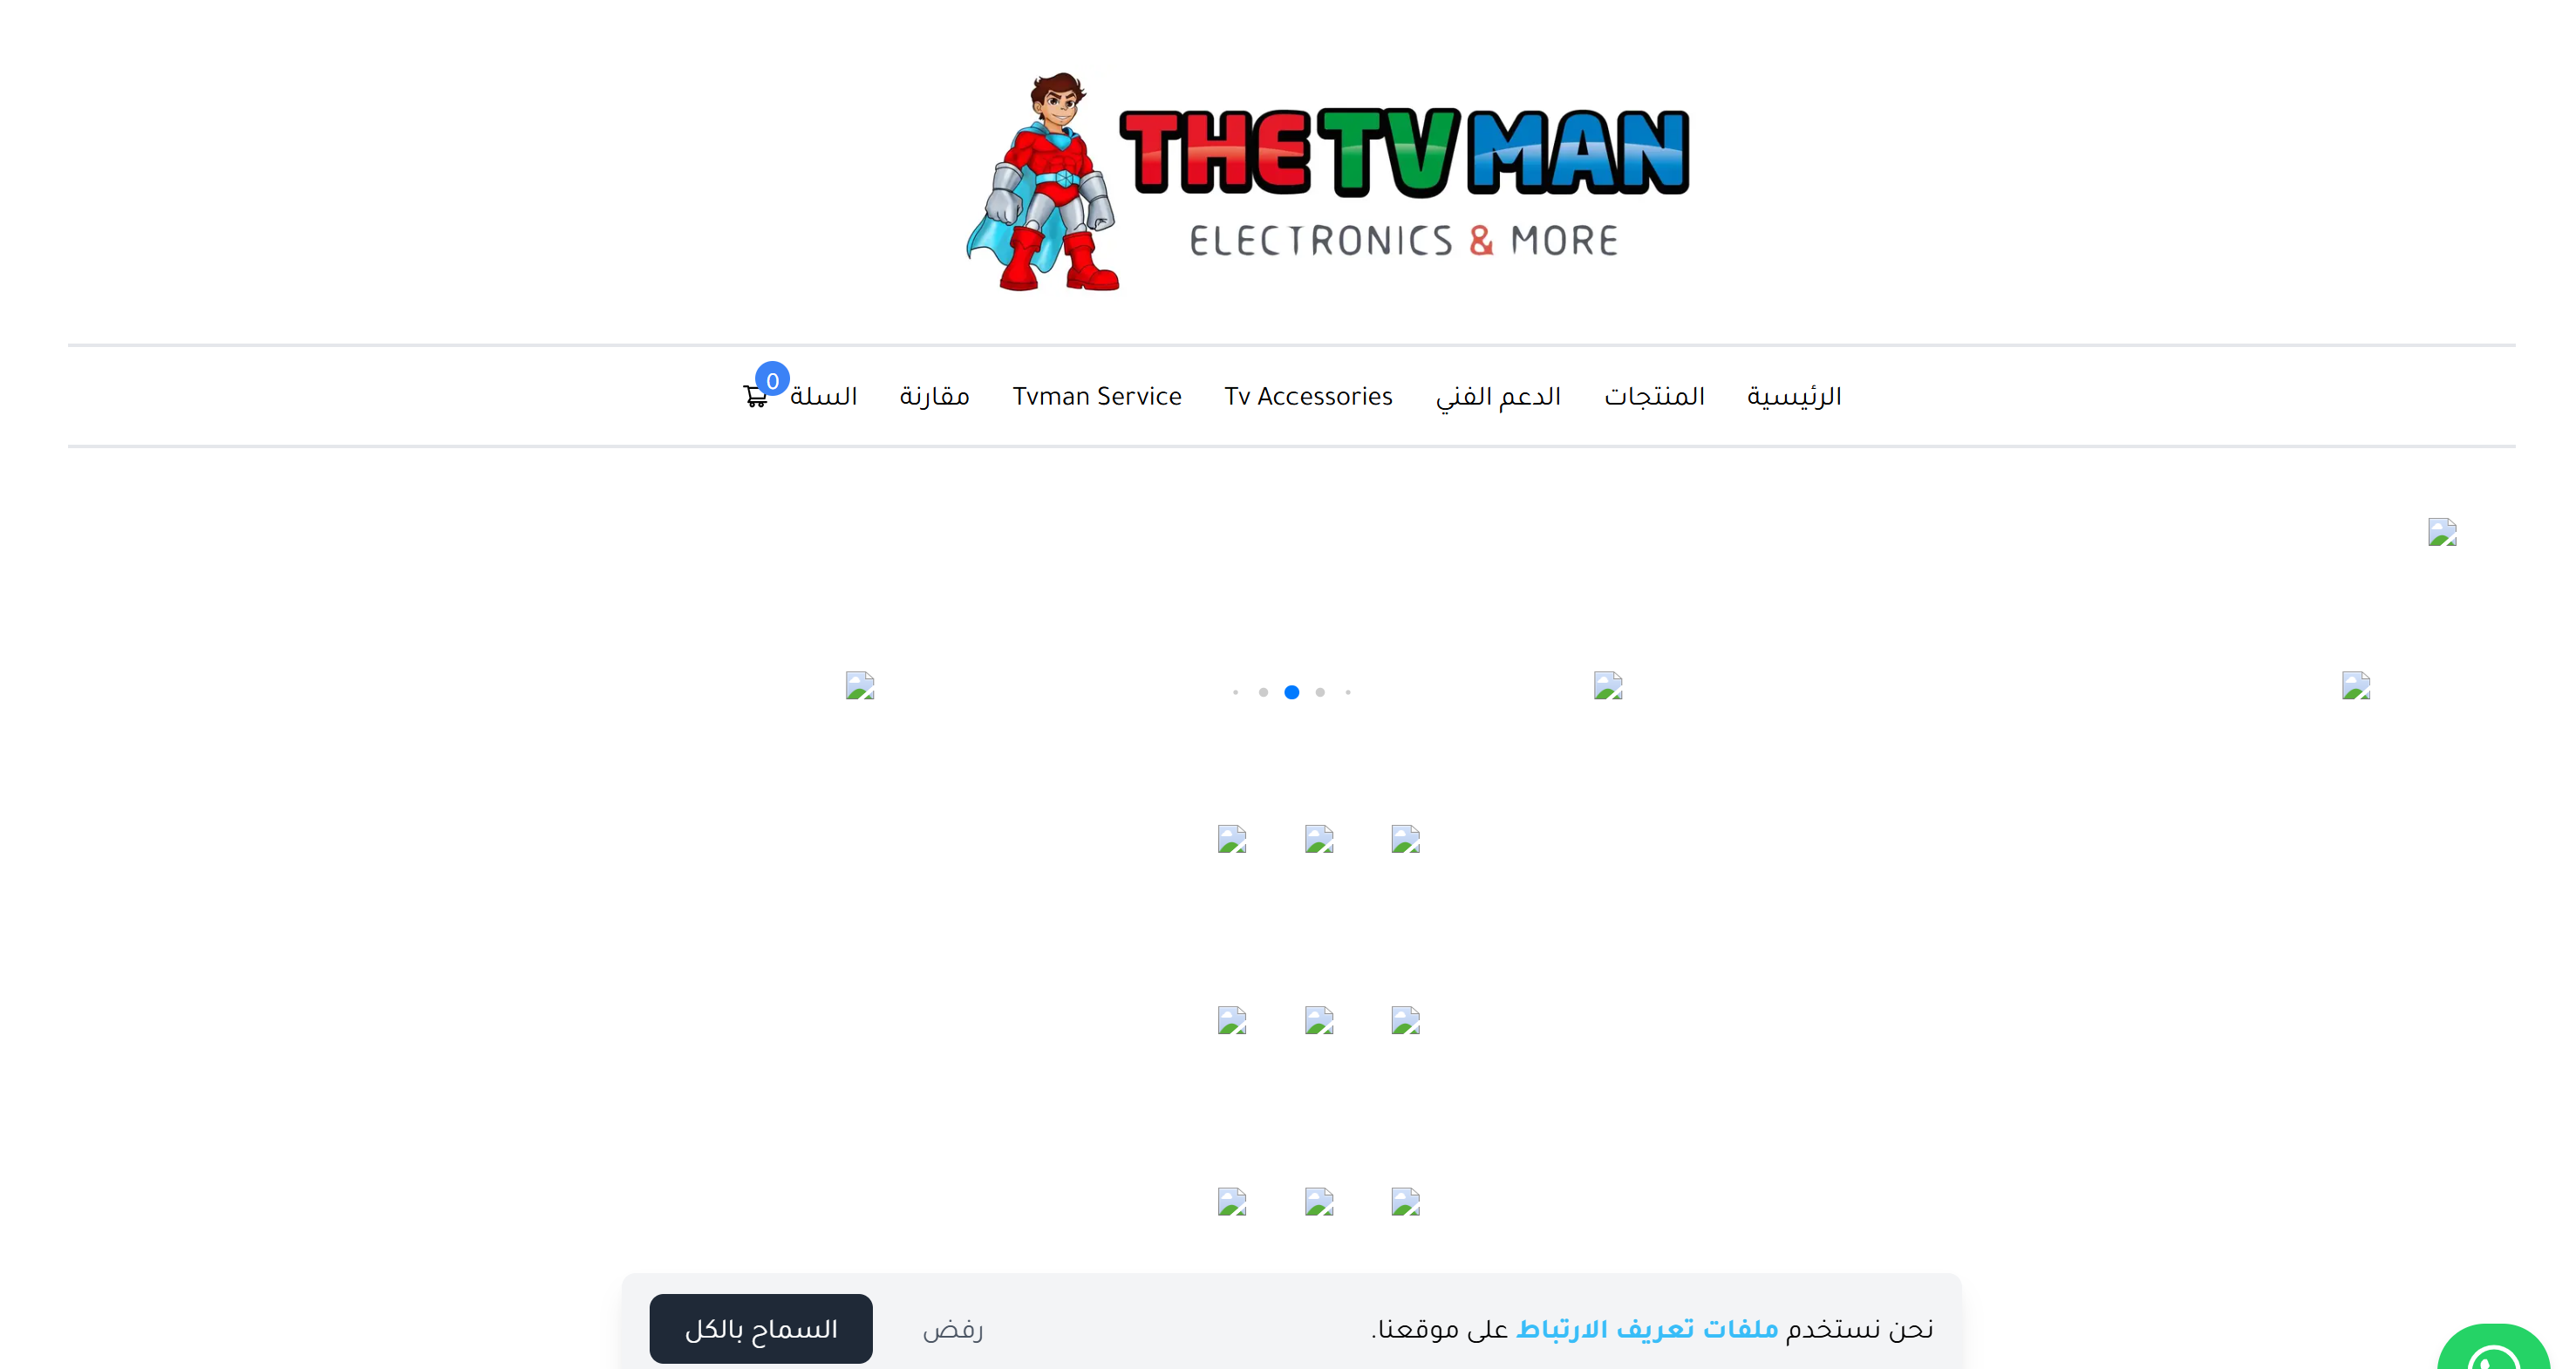 THE TV MAN
ELECTRONICS & MORE
الرئيسية المنتجات الدعم الفني Tv Accessories Tvman Service مقارنة السلة 0
نحن نستخدم ملفات تعريف الارتباط على موقعنا. رفض السماح بالكل